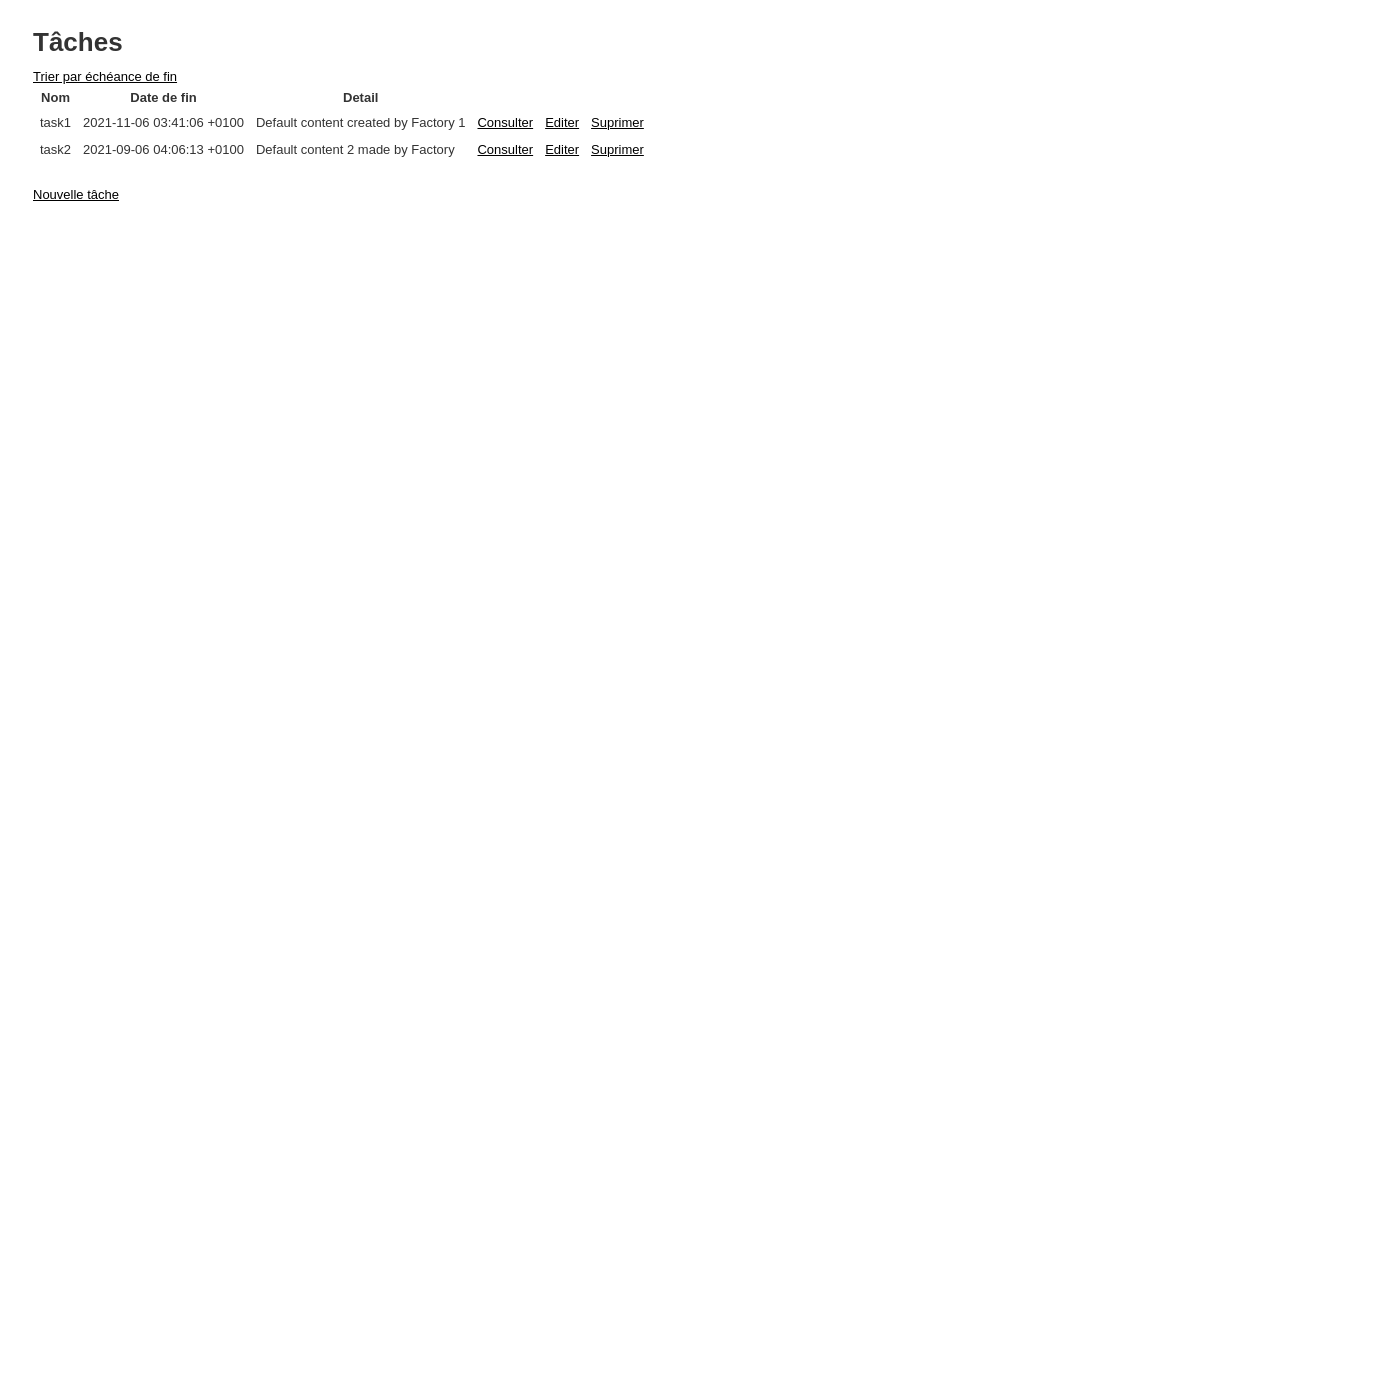 Tâches
Trier par échéance de fin
Nom Date de fin Detail
task1 2021-11-06 03:41:06 +0100 Default content created by Factory 1 Consulter Editer Suprimer
task2 2021-09-06 04:06:13 +0100 Default content 2 made by Factory Consulter Editer Suprimer
Nouvelle tâche